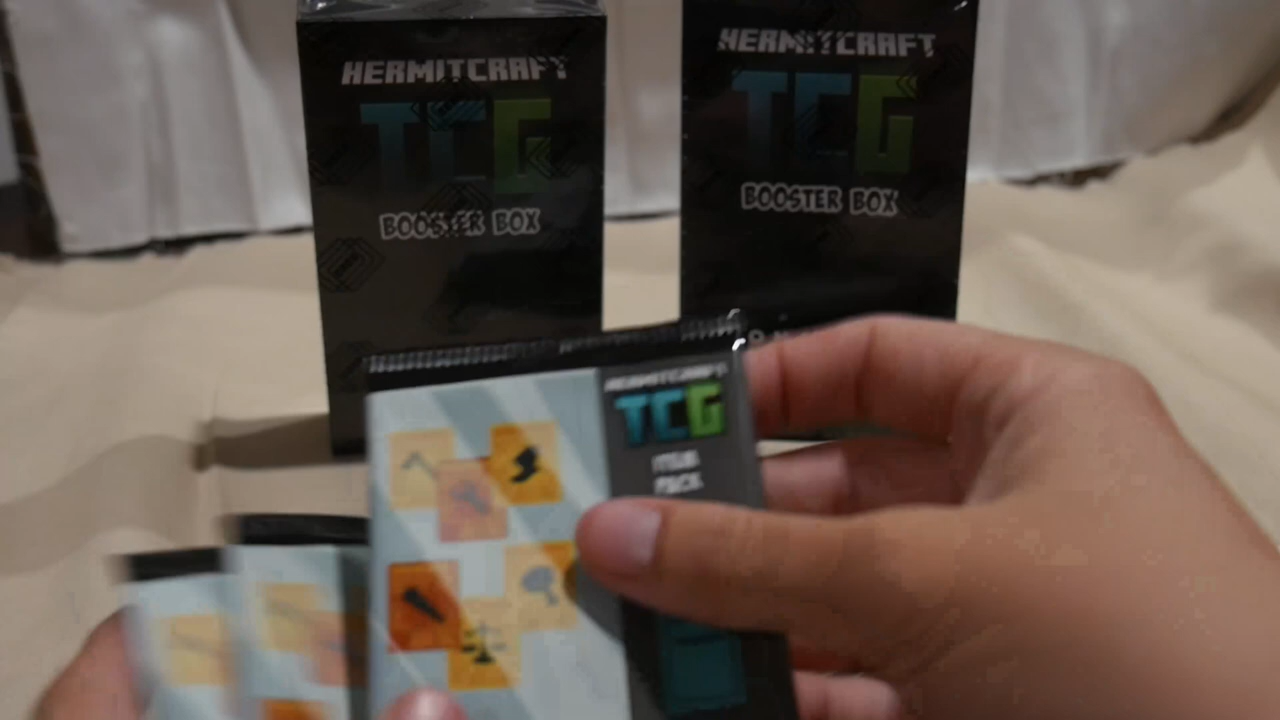 HERMITCRAFT
TCG
BOOSTER BOX
HERMITCRAFT
TCG
BOOSTER BOX
HERMITCRAFT
TCG
ITEM
PACK